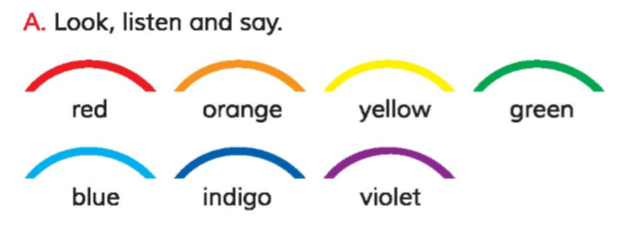 A. Look, listen and say.
red orange yellow green
blue indigo violet